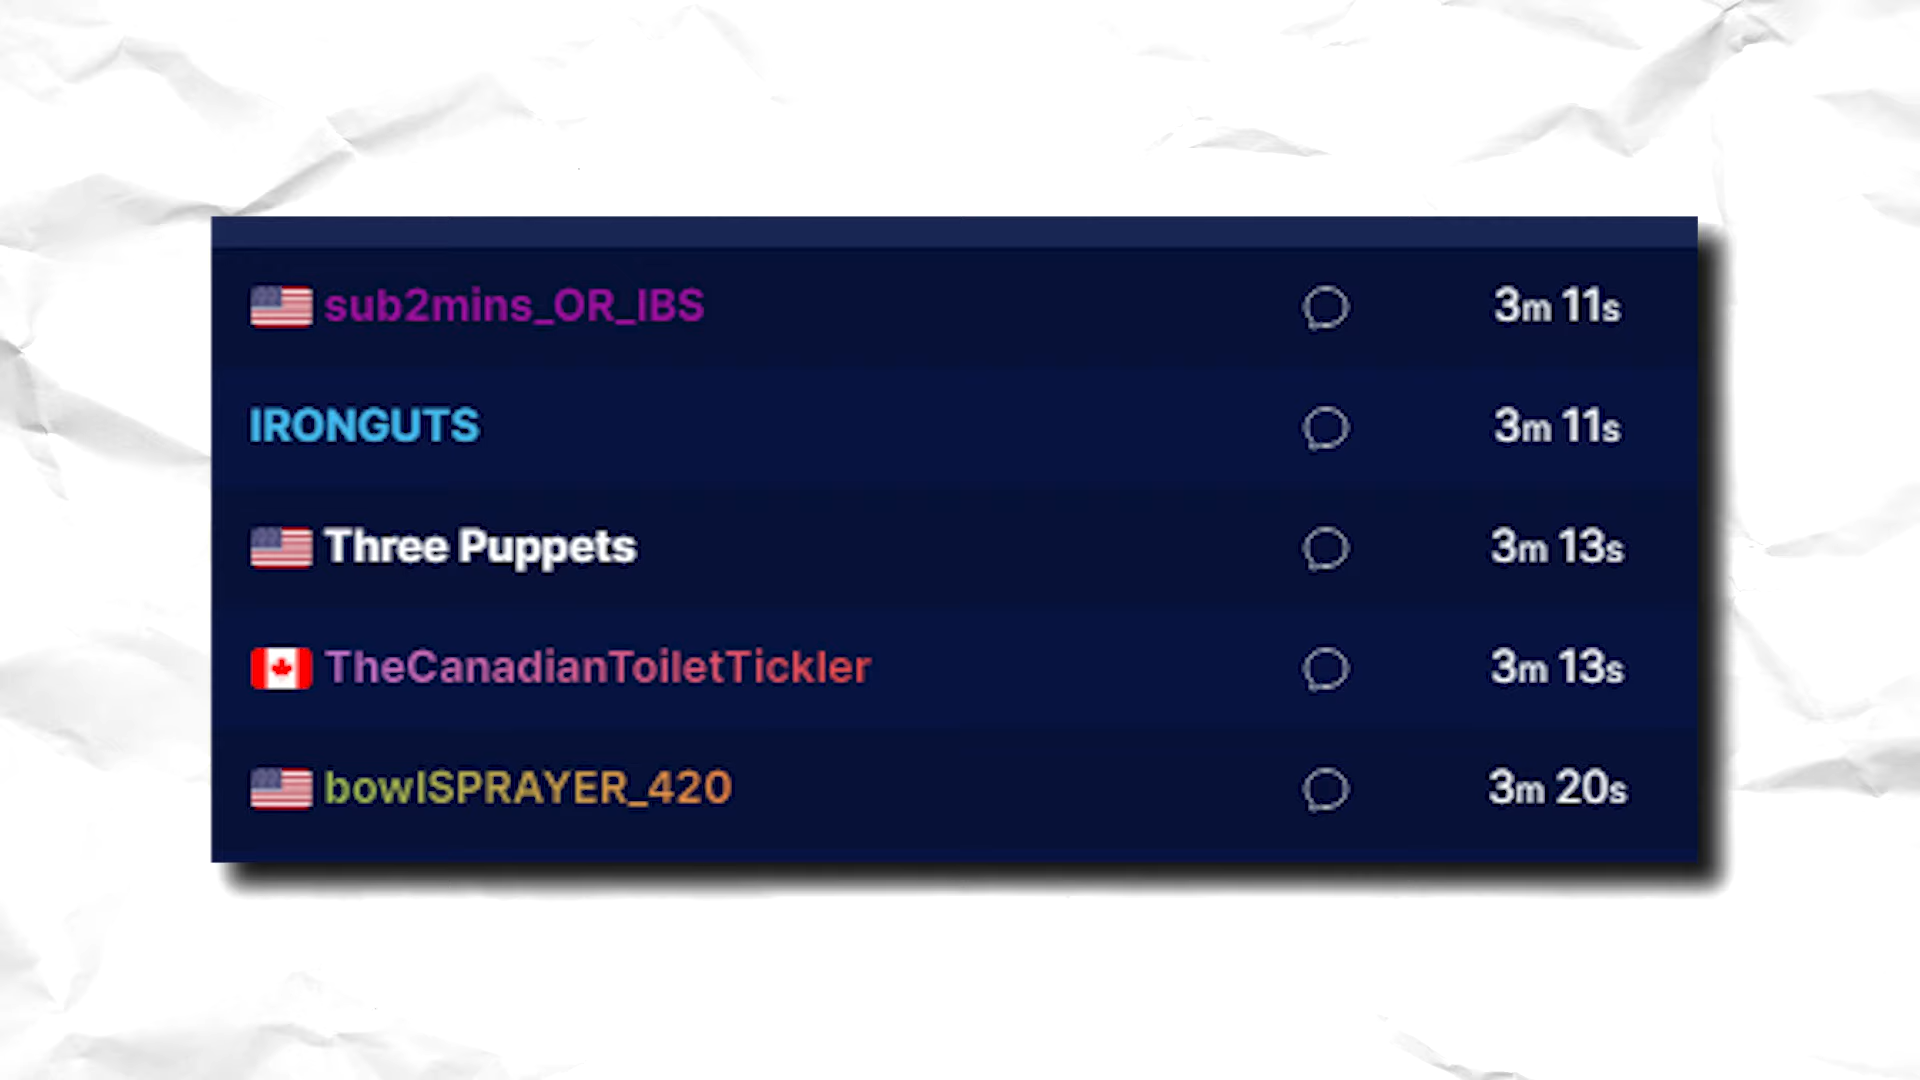 sub2mins_OR_IBS 3m 11s
IRONGUTS 3m 11s
Three Puppets 3m 13s
TheCanadianToiletTickler 3m 13s
bowlSPRAYER_420 3m 20s